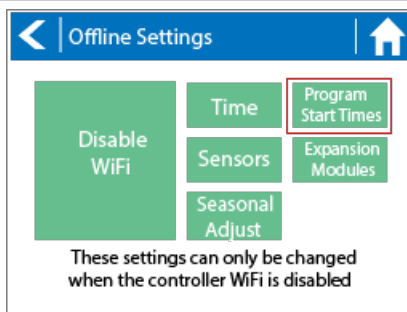 Offline Settings
Disable
WiFi
Time
Program
Start Times
Sensors
Expansion
Modules
Seasonal
Adjust
These settings can only be changed
when the controller WiFi is disabled